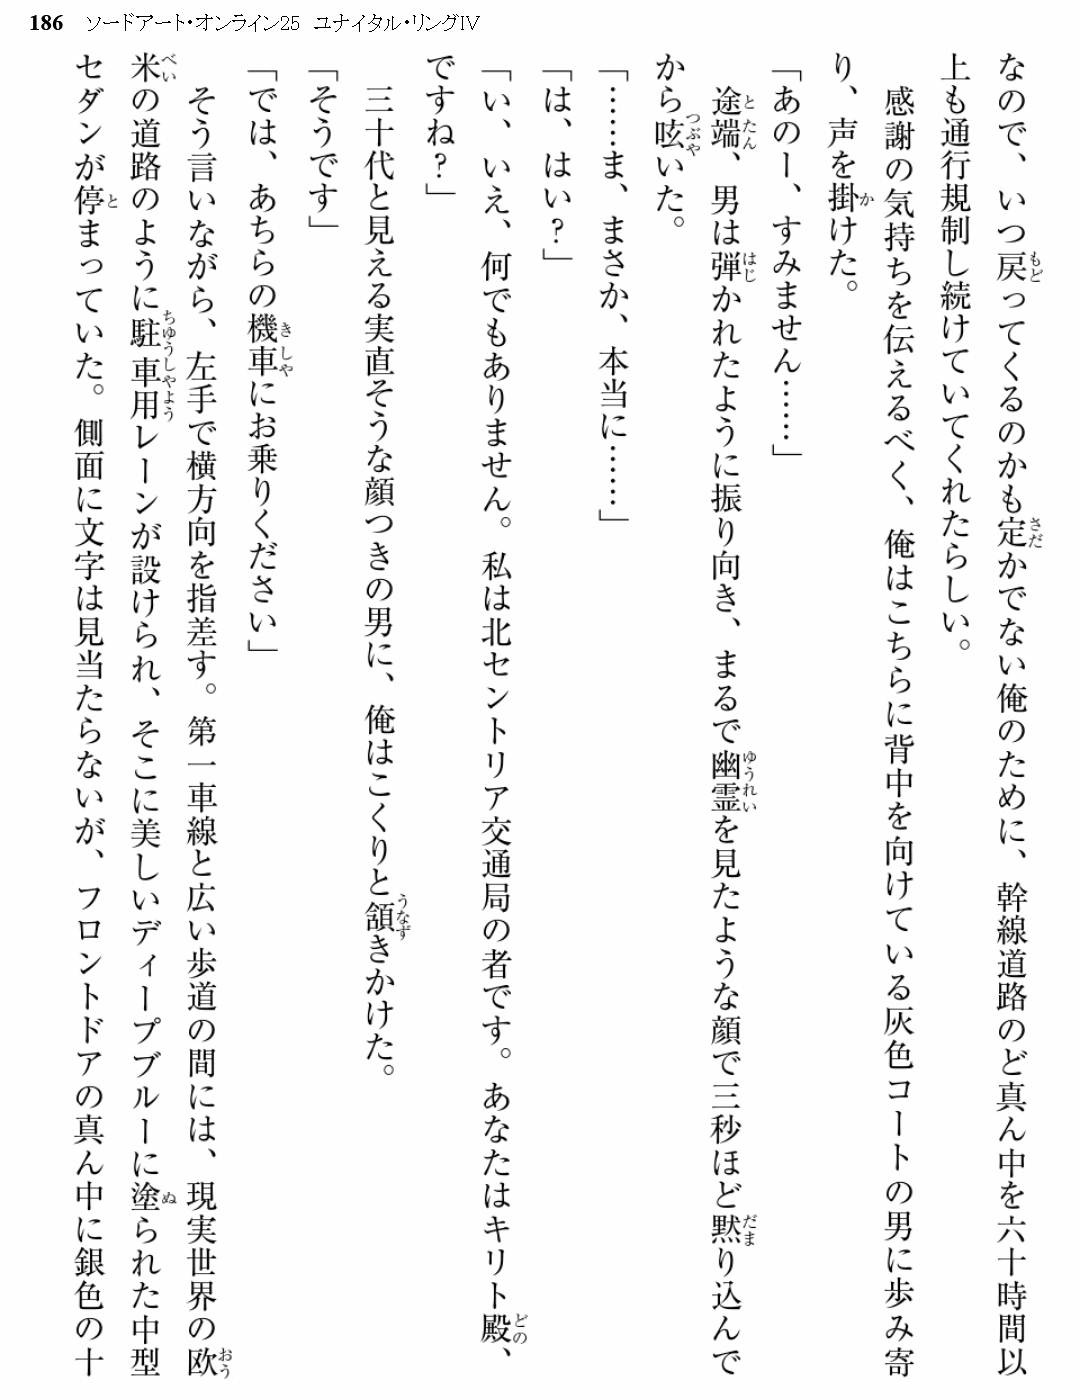 186 ソードアート・オンライン25 ユナイタル・リングⅣ
なので、いつ戻ってくるのかも定かでない俺のために、幹線道路のど真ん中を六十時間以
上も通行規制し続けていてくれたらしい。
感謝の気持ちを伝えるべく、俺はこちらに背中を向けている灰色コートの男に歩み寄
り、声を掛けた。
「あのー、すみません……」
途端、男は弾かれたように振り向き、まるで幽霊を見たような顔で三秒ほど黙り込んで
から呟いた。
「……ま、まさか、本当に……」
「は、はい?」
「い、いえ、何でもありません。私は北セントリア交通局の者です。あなたはキリト殿、
ですね?」
三十代と見える実直そうな顔つきの男に、俺はこくりと頷きかけた。
「そうです」
「では、あちらの機車にお乗りください」
そう言いながら、左手で横方向を指差す。第一車線と広い歩道の間には、現実世界の欧
米の道路のように駐車用レーンが設けられ、そこに美しいディープブルーに塗られた中型
セダンが停まっていた。側面に文字は見当たらないが、フロントドアの真ん中に銀色の十